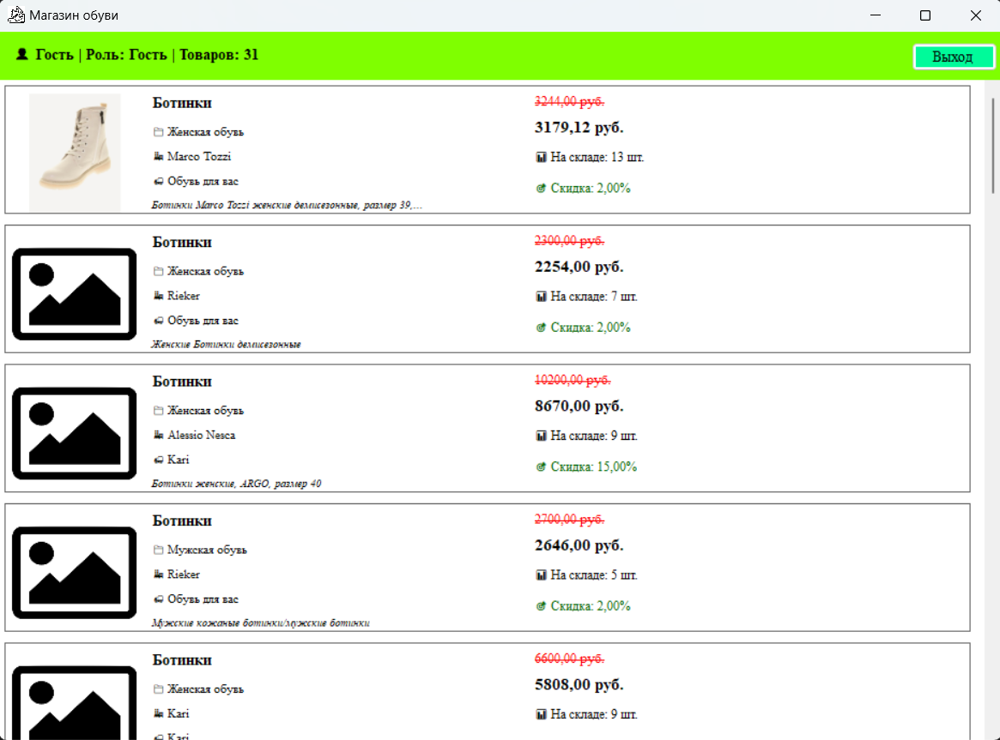 Магазин обуви
Гость | Роль: Гость | Товаров: 31
Выход
Ботинки
Женская обувь
Marco Tozzi
Обувь для вас
Ботинки Marco Tozzi женские демисезонные, размер 39,...
3244,00 руб.
3179,12 руб.
На складе: 13 шт.
Скидка: 2,00%
Ботинки
Женская обувь
Rieker
Обувь для вас
Женские Ботинки демисезонные
2300,00 руб.
2254,00 руб.
На складе: 7 шт.
Скидка: 2,00%
Ботинки
Женская обувь
Alessio Nesca
Kari
Ботинки женские, ARGO, размер 40
10200,00 руб.
8670,00 руб.
На складе: 9 шт.
Скидка: 15,00%
Ботинки
Мужская обувь
Rieker
Обувь для вас
Мужские кожаные ботинки/мужские ботинки
2700,00 руб.
2646,00 руб.
На складе: 5 шт.
Скидка: 2,00%
Ботинки
Женская обувь
Kari
Kari
6600,00 руб.
5808,00 руб.
На складе: 9 шт.